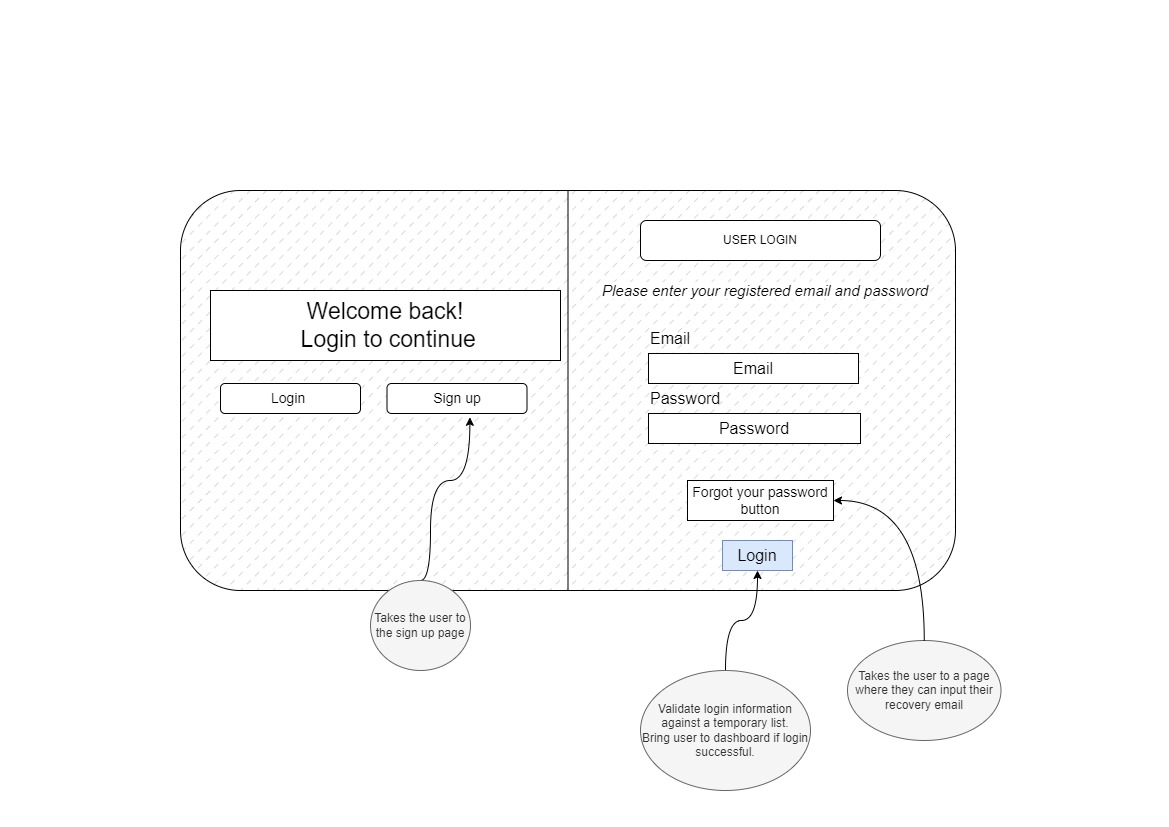 Welcome back!
Login to continue
Login
Sign up
USER LOGIN
Please enter your registered email and password
Email
Email
Password
Password
Forgot your password
button
Login
Takes the user to
the sign up page
Validate login information
against a temporary list.
Bring user to dashboard if login
successful.
Takes the user to a page
where they can input their
recovery email